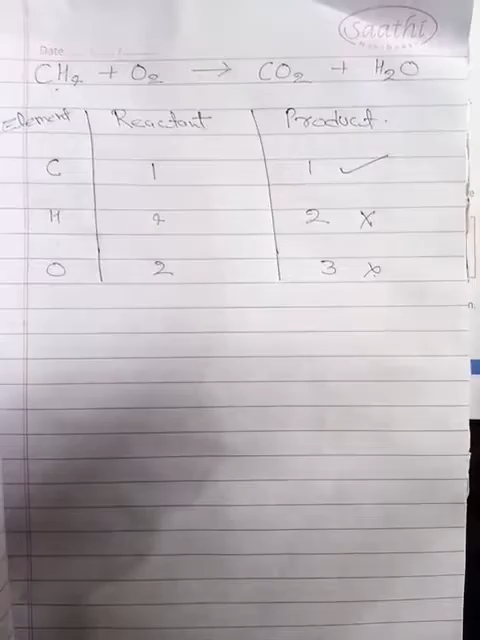 saathi
Date
CH4 + O2 → CO2 + H2O
Element Reactant Product.
C 1 1 ✓
H 4 2 x
O 2 3 x